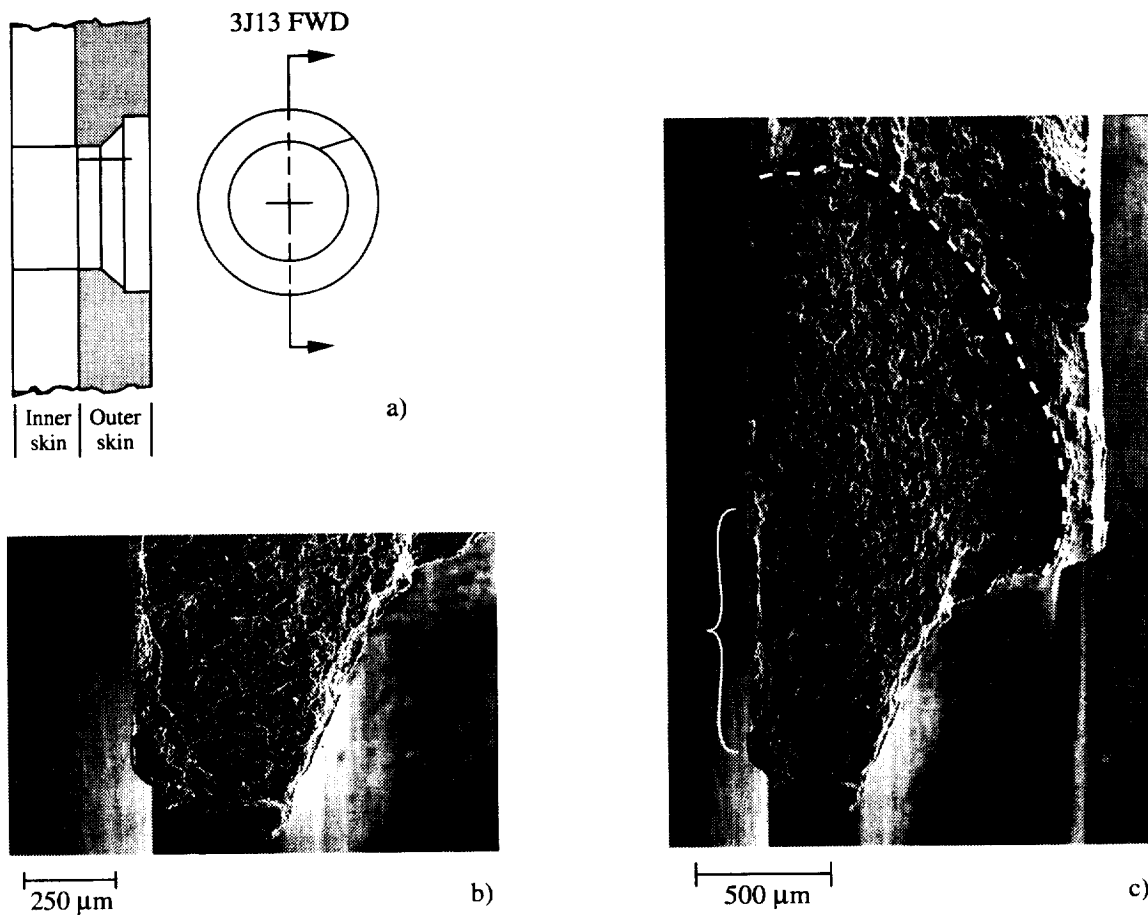 3J13 FWD
Inner
skin
Outer
skin
a)
250 μm
b)
500 μm
c)